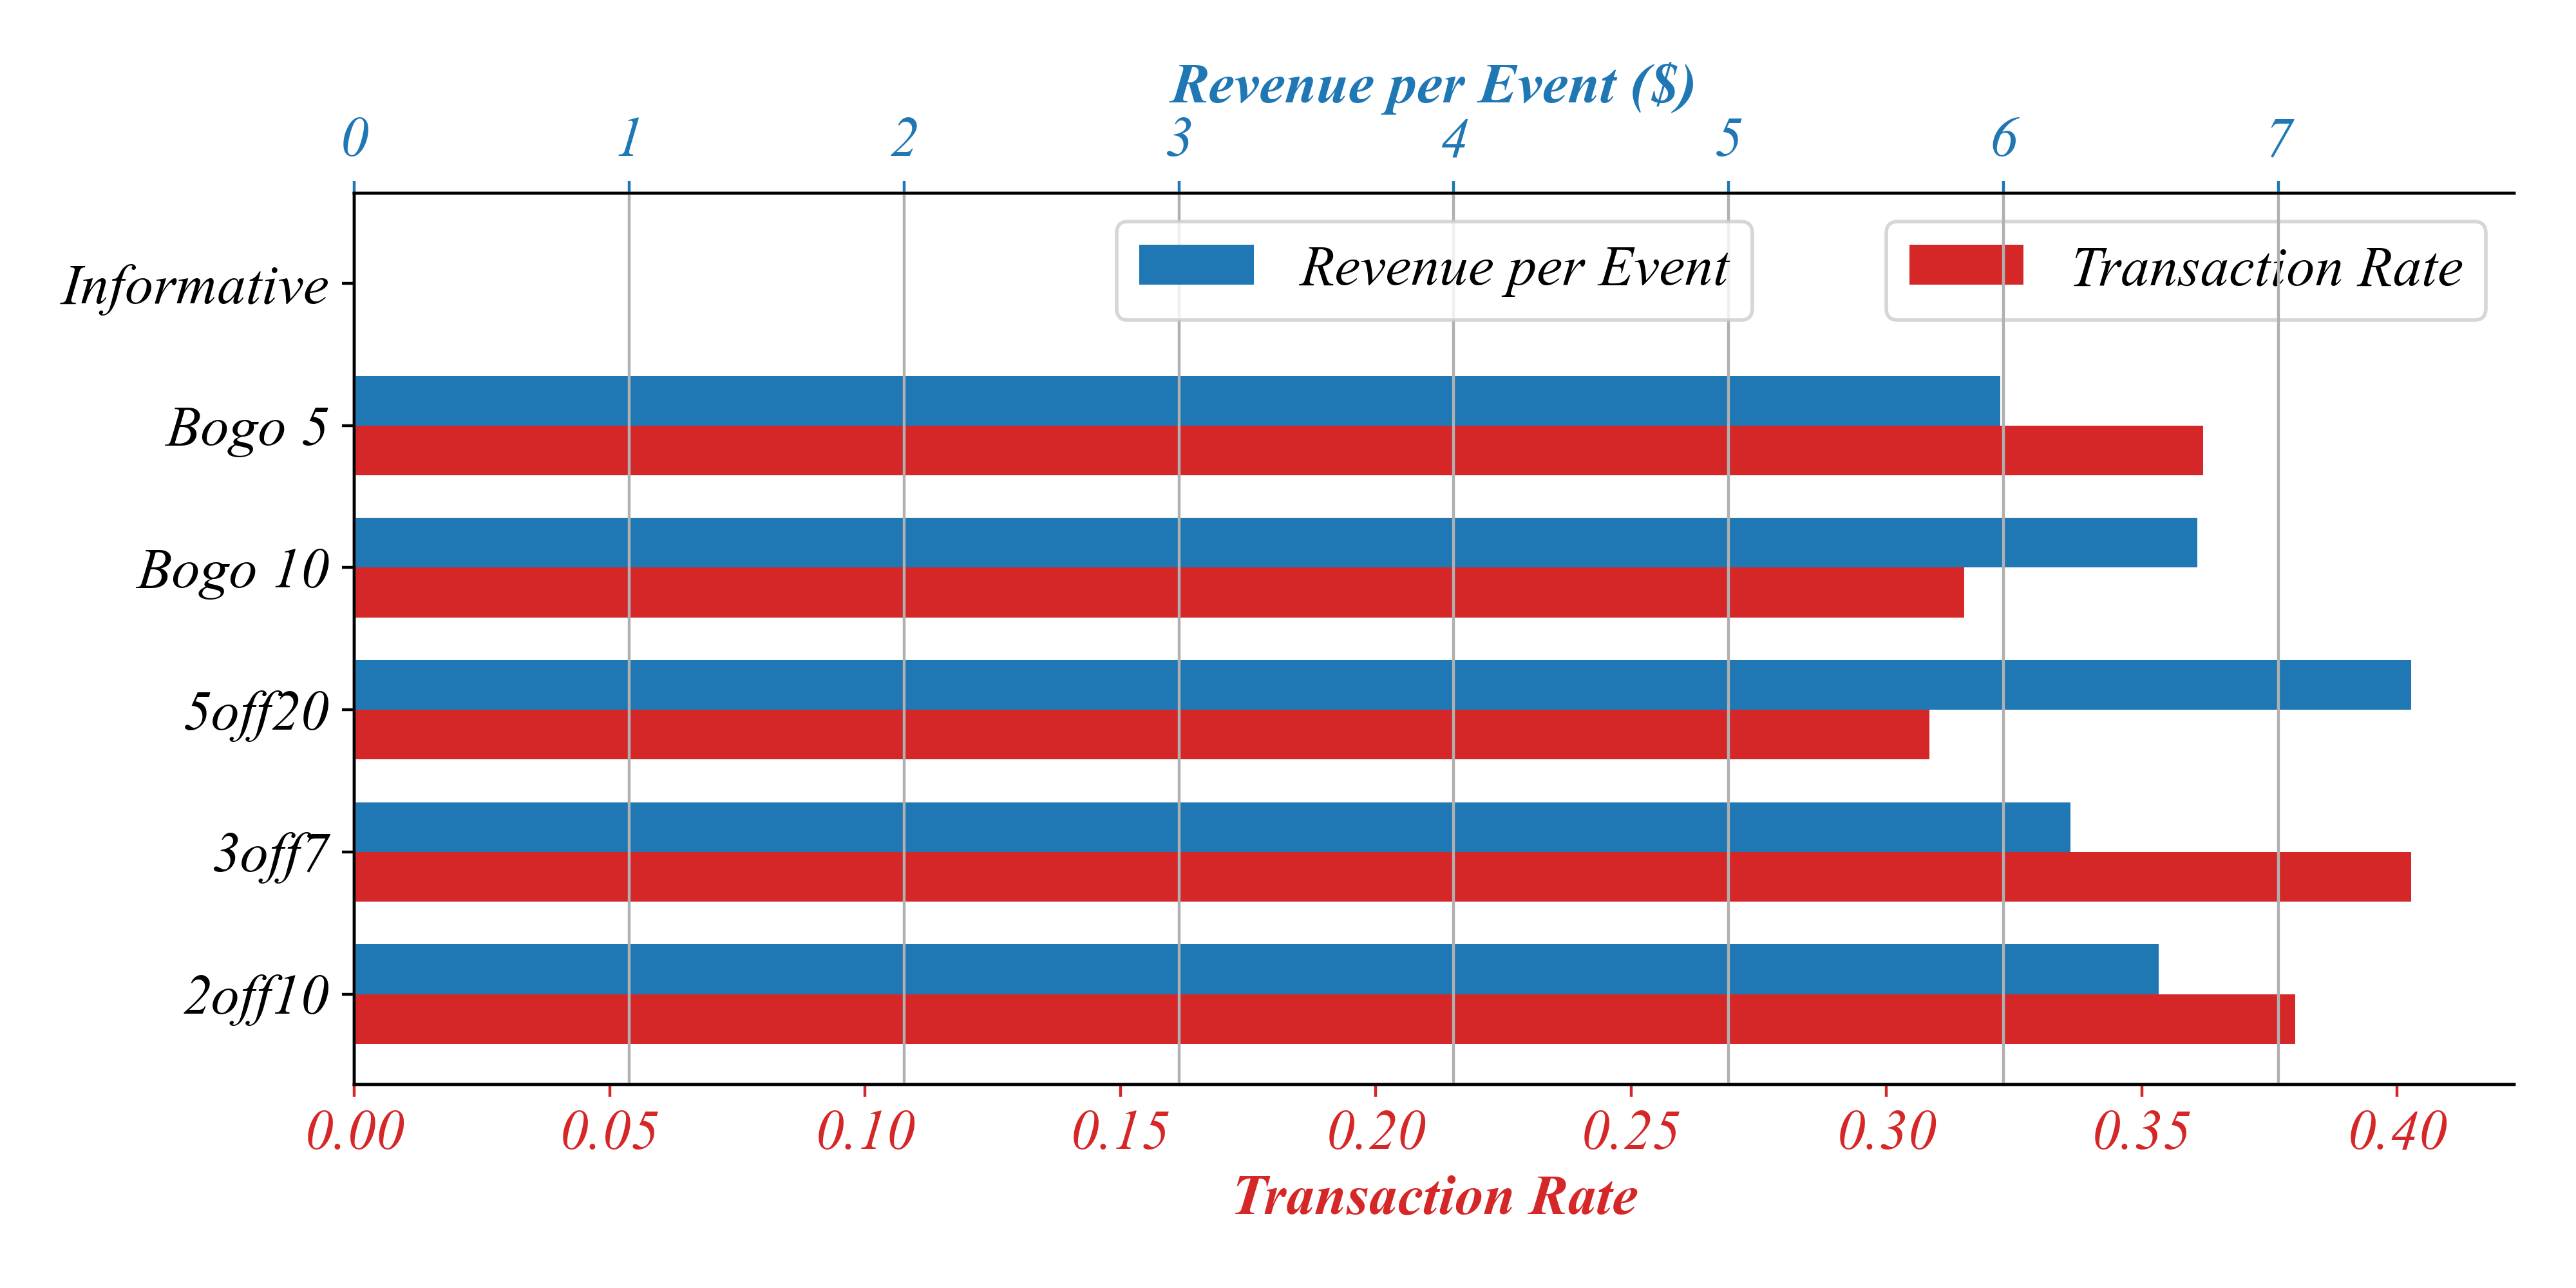 Revenue per Event ($)
0 1 2 3 4 5 6 7
Informative
Revenue per Event
Transaction Rate
Bogo 5
Bogo 10
5off20
3off7
2off10
0.00 0.05 0.10 0.15 0.20 0.25 0.30 0.35 0.40
Transaction Rate